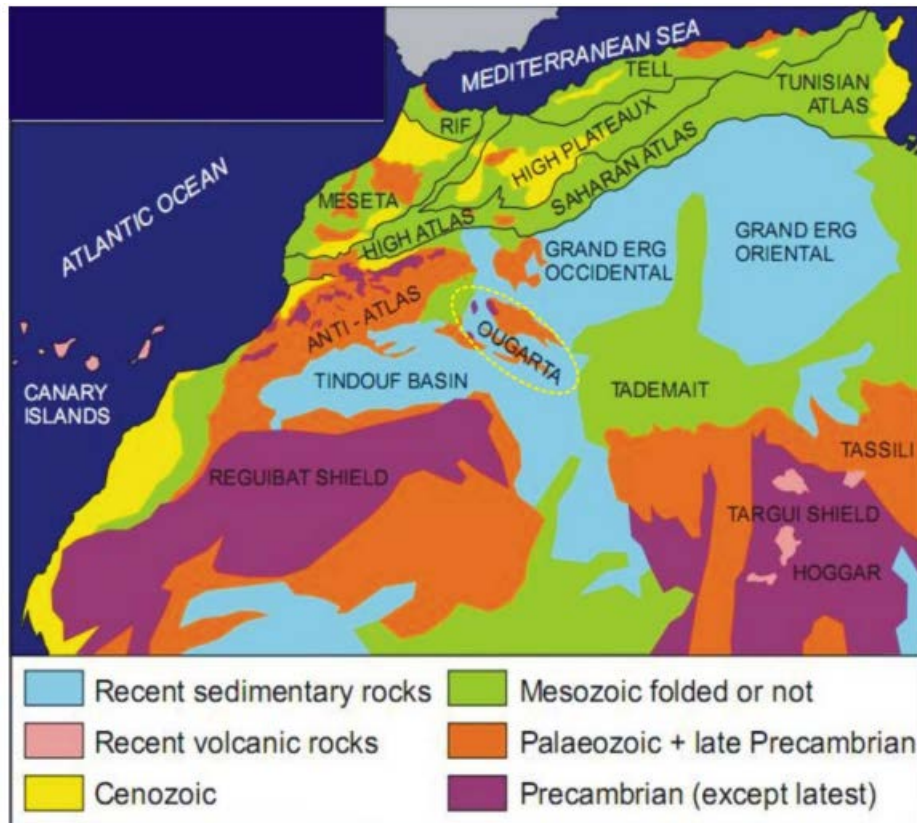 MEDITERRANEAN SEA
TELL
TUNISIAN
ATLAS
RIF
HIGH PLATEAUX
ATLANTIC OCEAN
MESETA
SAHARAN ATLAS
HIGH ATLAS
GRAND ERG
OCCIDENTAL
GRAND ERG
ORIENTAL
ANTI - ATLAS
OUGARTA
CANARY
ISLANDS
TINDOUF BASIN
TADEMAIT
REGUIBAT SHIELD
TASSILI
TARGUI SHIELD
HOGGAR
Recent sedimentary rocks
Mesozoic folded or not
Recent volcanic rocks
Palaeozoic + late Precambrian
Cenozoic
Precambrian (except latest)